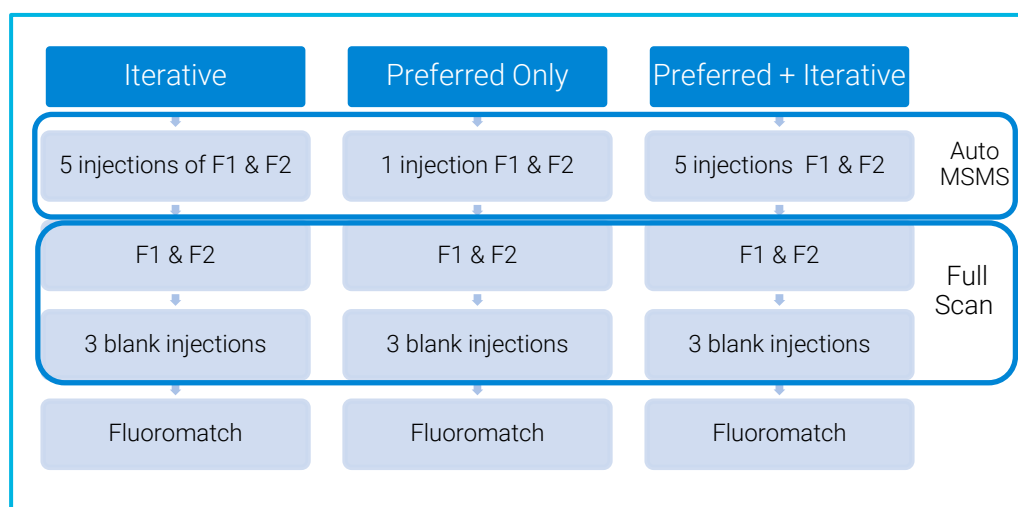 Iterative
Preferred Only
Preferred + Iterative
5 injections of F1 & F2
1 injection F1 & F2
5 injections F1 & F2
Auto
MSMS
F1 & F2
F1 & F2
F1 & F2
Full
Scan
3 blank injections
3 blank injections
3 blank injections
Fluoromatch
Fluoromatch
Fluoromatch